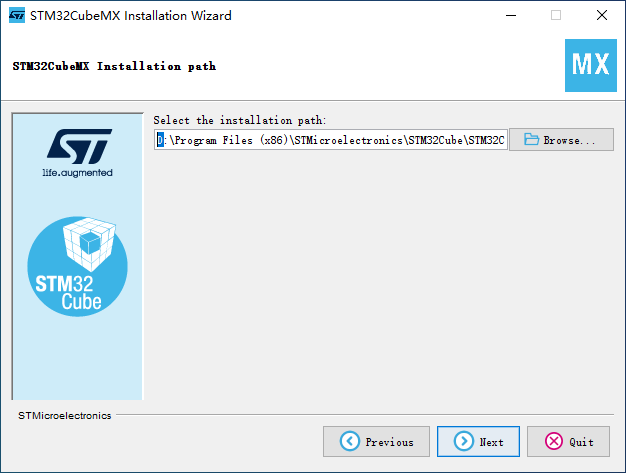 STM32CubeMX Installation Wizard
STM32CubeMX Installation path
MX
Select the installation path:
D:\Program Files (x86)\STMicroelectronics\STM32Cube\STM32C
Browse...
ST
life.augmented
STM32
Cube
STMicroelectronics
Previous
Next
Quit